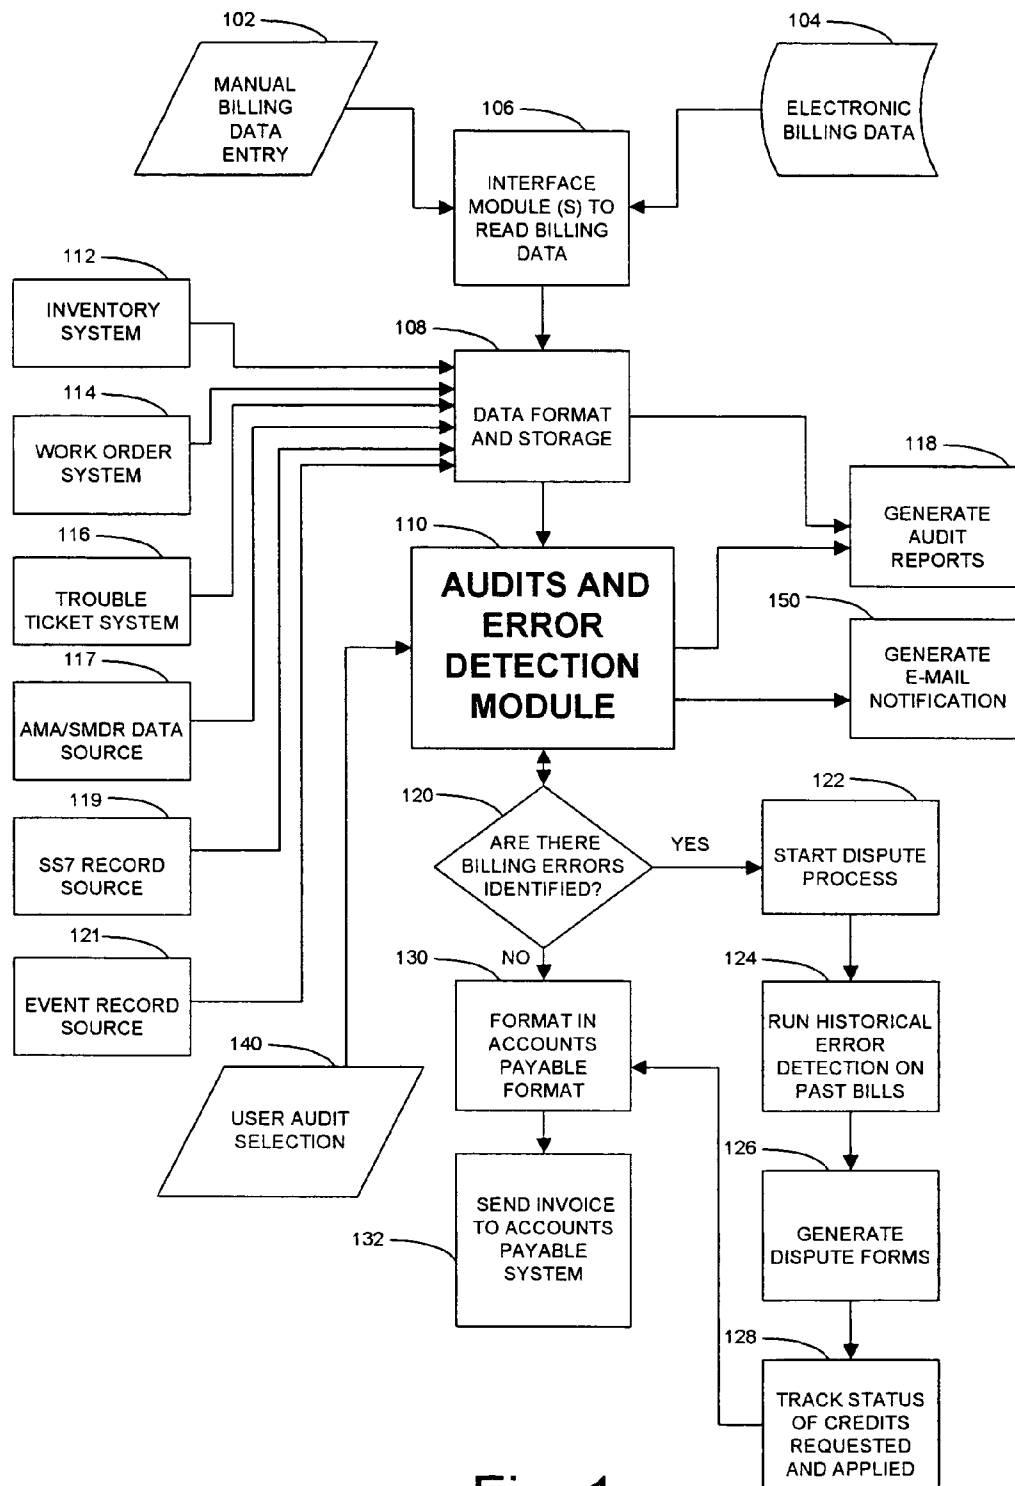 102
104
MANUAL
BILLING
DATA
ENTRY
106
ELECTRONIC
BILLING DATA
INTERFACE
MODULE (S) TO
READ BILLING
DATA
112
INVENTORY
SYSTEM
108
114
DATA FORMAT
AND STORAGE
WORK ORDER
SYSTEM
118
GENERATE
AUDIT
REPORTS
116
110
TROUBLE
TICKET SYSTEM
AUDITS AND
ERROR
DETECTION
MODULE
150
GENERATE
E-MAIL
NOTIFICATION
117
AMA/SMDR DATA
SOURCE
119
120
122
SS7 RECORD
SOURCE
ARE THERE
BILLING ERRORS
IDENTIFIED?
YES
START DISPUTE
PROCESS
121
NO
130
124
EVENT RECORD
SOURCE
FORMAT IN
ACCOUNTS
PAYABLE
FORMAT
RUN HISTORICAL
ERROR
DETECTION ON
PAST BILLS
140
USER AUDIT
SELECTION
126
SEND INVOICE
TO ACCOUNTS
PAYABLE
SYSTEM
132
GENERATE
DISPUTE FORMS
128
TRACK STATUS
OF CREDITS
REQUESTED
AND APPLIED
Fig. 1